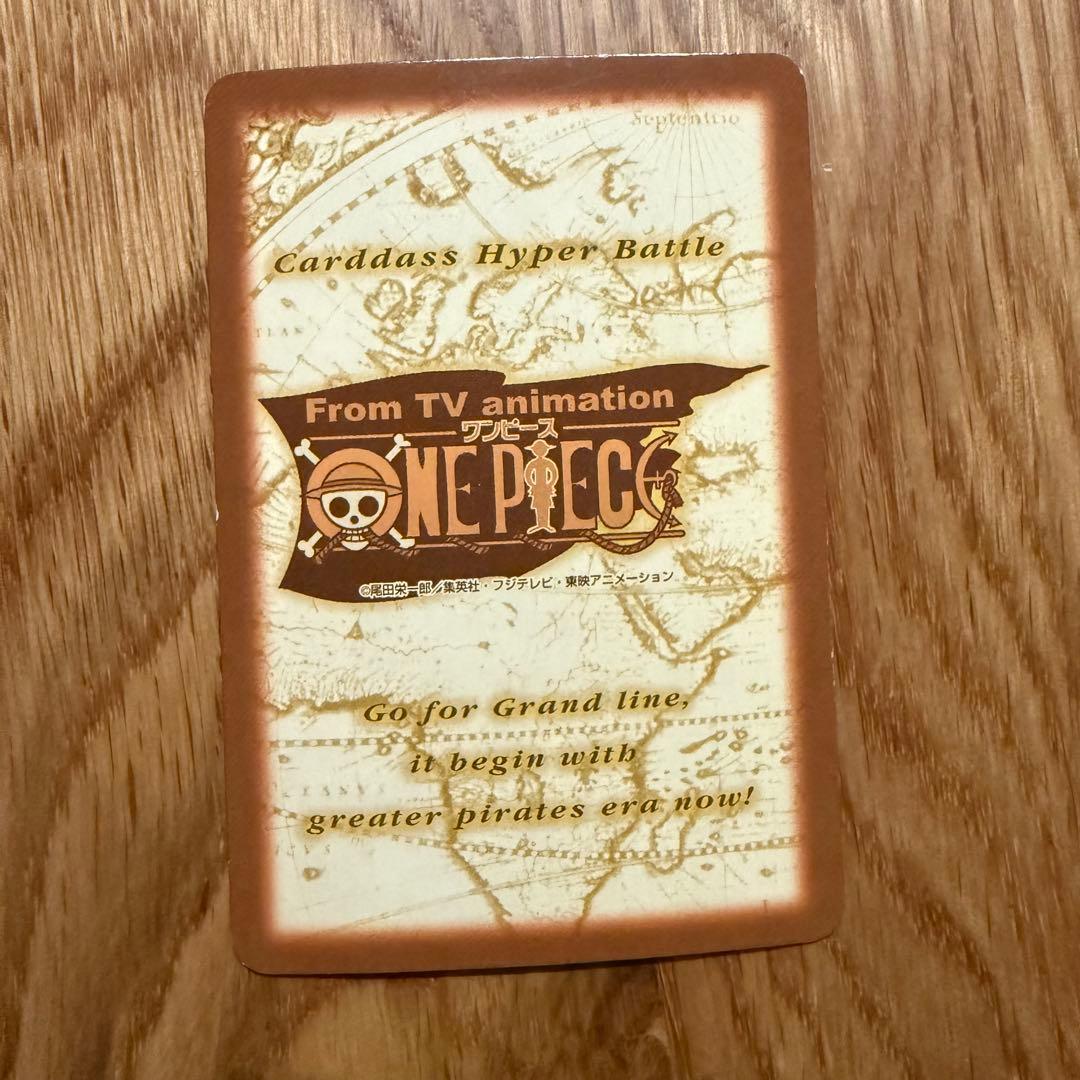 Septentrio
Carddass Hyper Battle
From TV animation
ワンピース
ONE PIECE
©尾田栄一郎／集英社・フジテレビ・東映アニメーション
Go for Grand line,
it begin with
greater pirates era now!